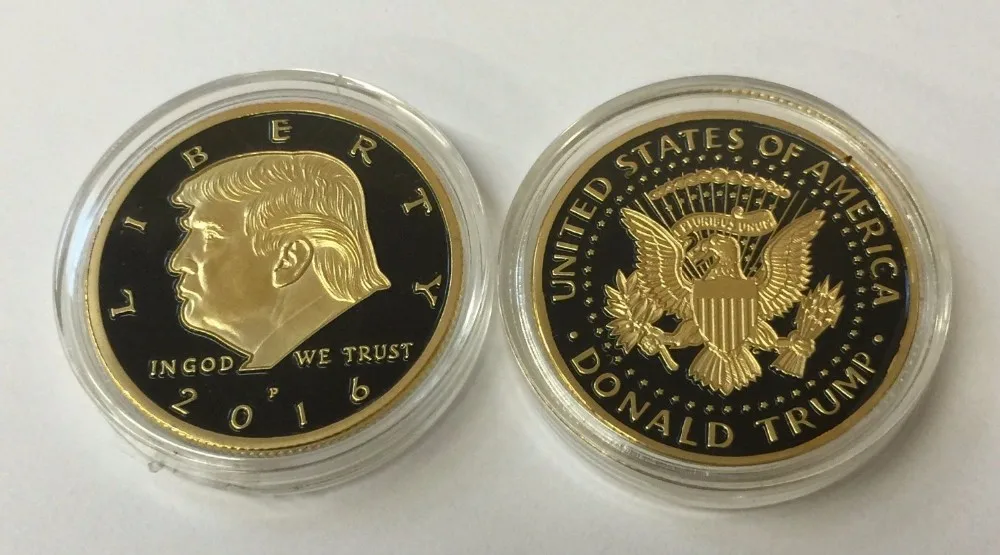 LIBERTY
IN GOD WE TRUST
P
2016
UNITED STATES OF AMERICA
E PLURIBUS UNUM
· DONALD TRUMP ·